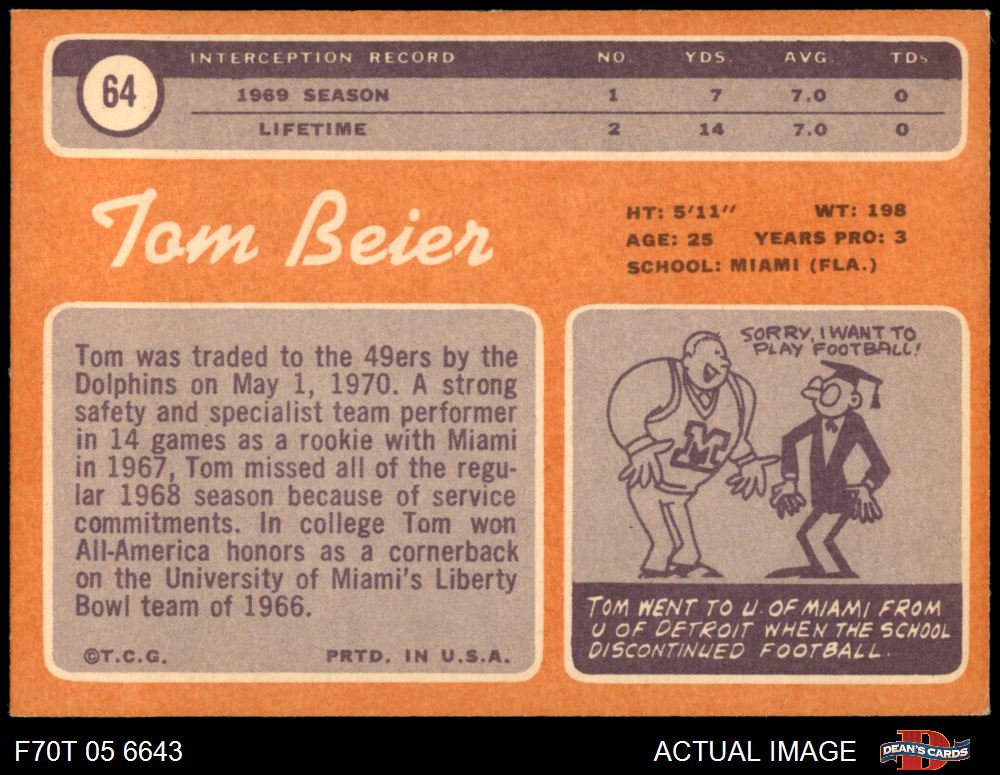 64
INTERCEPTION RECORD NO. YDS. AVG. TDs
1969 SEASON 1 7 7.0 0
LIFETIME 2 14 7.0 0
Tom Beier
HT: 5'11" WT: 198
AGE: 25 YEARS PRO: 3
SCHOOL: MIAMI (FLA.)
Tom was traded to the 49ers by the
Dolphins on May 1, 1970. A strong
safety and specialist team performer
in 14 games as a rookie with Miami
in 1967, Tom missed all of the regu-
lar 1968 season because of service
commitments. In college Tom won
All-America honors as a cornerback
on the University of Miami's Liberty
Bowl team of 1966.
©T.C.G. PRTD. IN U.S.A.
SORRY, I WANT TO
PLAY FOOTBALL!
M
TOM WENT TO U. OF MIAMI FROM
U OF DETROIT WHEN THE SCHOOL
DISCONTINUED FOOTBALL.
F70T 05 6643 ACTUAL IMAGE D DEAN'S CARDS